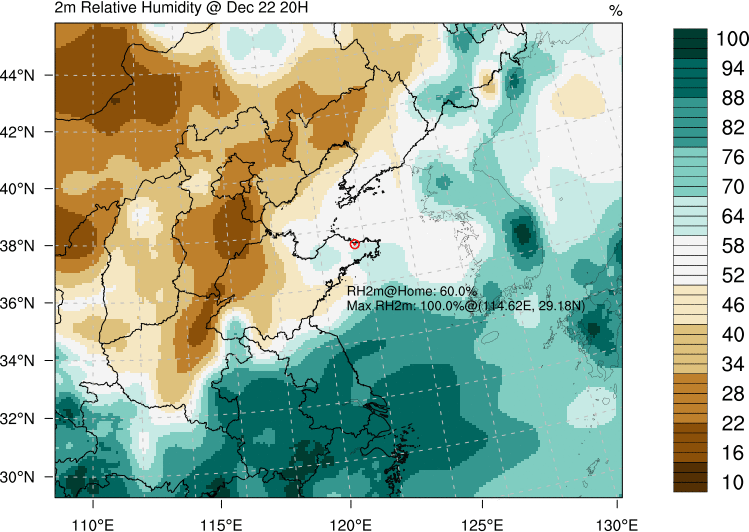 2m Relative Humidity @ Dec 22 20H
%
44°N
42°N
40°N
38°N
36°N
34°N
32°N
30°N
110°E
115°E
120°E
125°E
130°E
RH2m@Home: 60.0%
Max RH2m: 100.0%@(114.62E, 29.18N)
100
94
88
82
76
70
64
58
52
46
40
34
28
22
16
10